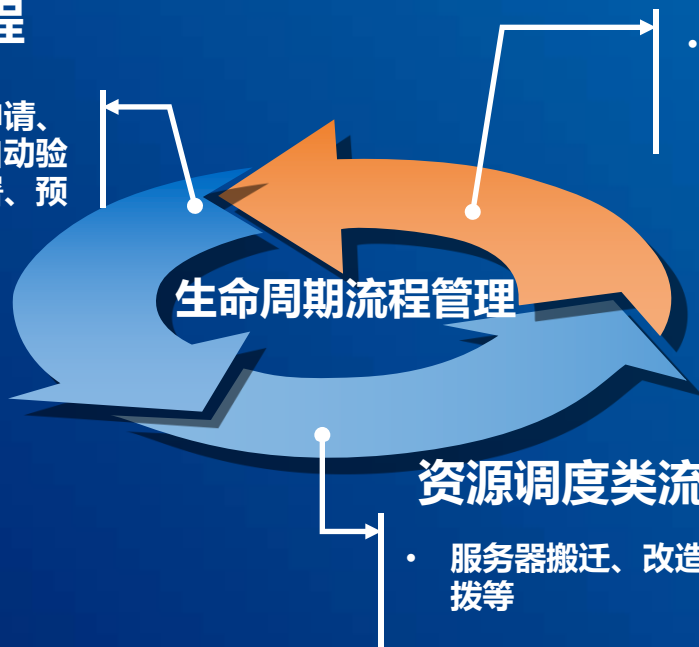 程
请、
动验
、预
生命周期流程管理
资源调度类流
• 服务器搬迁、改造
拨等
•